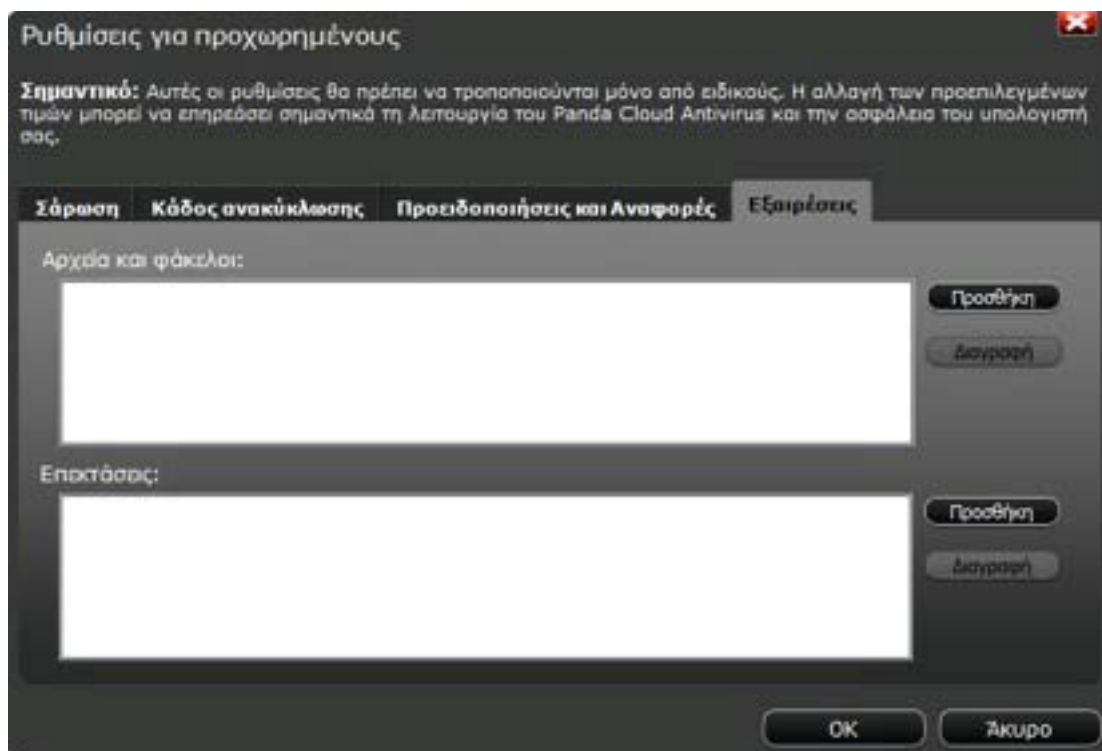 Ρυθμίσεις για προχωρημένους
Σημαντικό: Αυτές οι ρυθμίσεις θα πρέπει να τροποποιούνται μόνο από ειδικούς. Η αλλαγή των προεπιλεγμένων
τιμών μπορεί να επηρεάσει σημαντικά τη λειτουργία του Panda Cloud Antivirus και την ασφάλεια του υπολογιστή
σας.
Σάρωση Κάδος ανακύκλωσης Προειδοποιήσεις και Αναφορές Εξαιρέσεις
Αρχεία και φάκελοι:
Προσθήκη
Διαγραφή
Επεκτάσεις:
Προσθήκη
Διαγραφή
OK Άκυρο